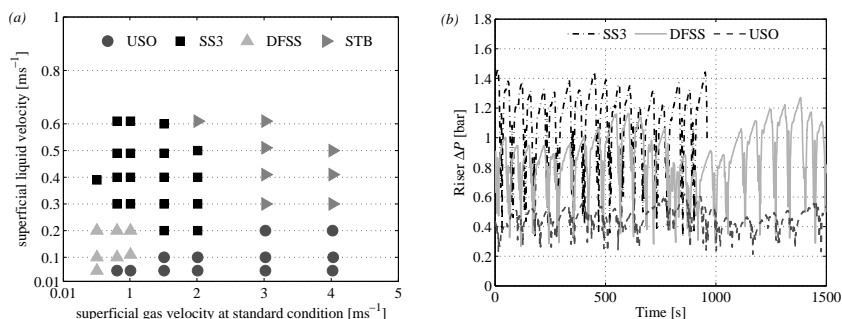 (a)
USO SS3 DFSS STB
superficial liquid velocity [ms⁻¹]
1
0.8
0.6
0.5
0.4
0.3
0.2
0.1
0.01
0.01 1 2 3 4 5
superficial gas velocity at standard condition [ms⁻¹]
(b)
SS3 DFSS USO
Riser ΔP [bar]
1.8
1.6
1.4
1.2
1
0.8
0.6
0.4
0.2
0
0 500 1000 1500
Time [s]